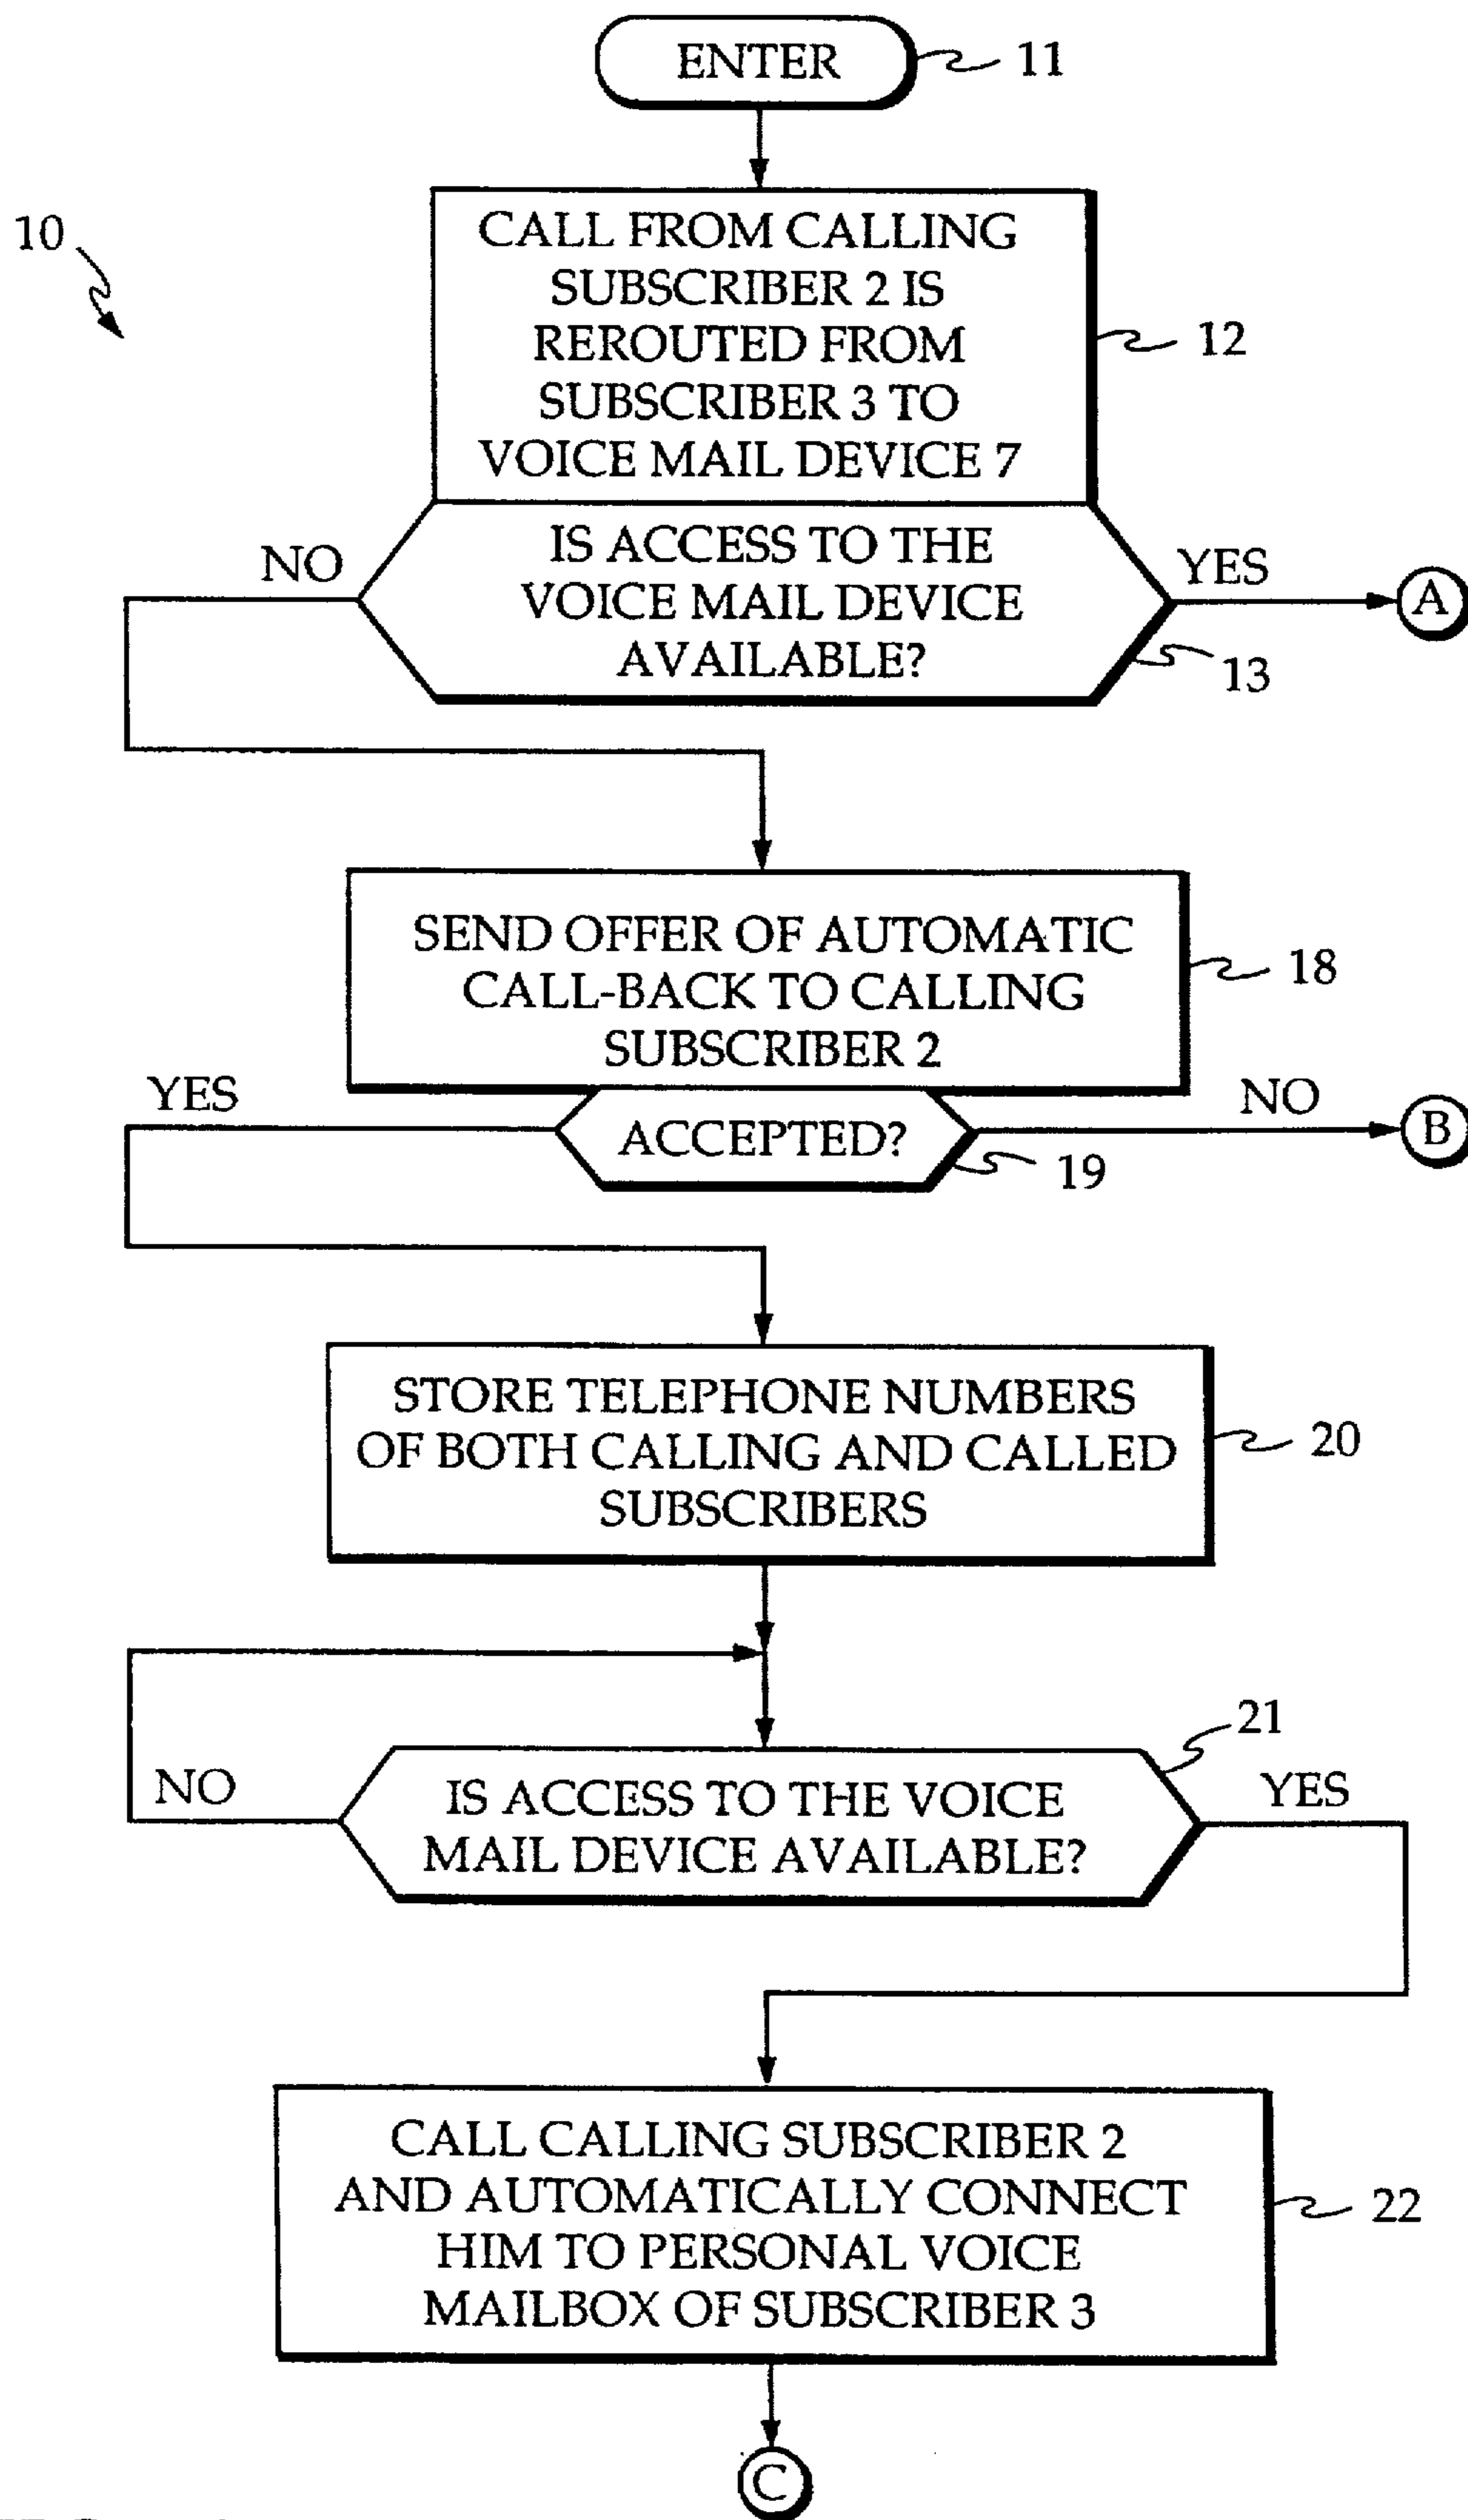 ENTER
11
10
CALL FROM CALLING
SUBSCRIBER 2 IS
REROUTED FROM
SUBSCRIBER 3 TO
VOICE MAIL DEVICE 7
12
NO
IS ACCESS TO THE
VOICE MAIL DEVICE
AVAILABLE?
YES
A
13
SEND OFFER OF AUTOMATIC
CALL-BACK TO CALLING
SUBSCRIBER 2
18
YES
ACCEPTED?
NO
B
19
STORE TELEPHONE NUMBERS
OF BOTH CALLING AND CALLED
SUBSCRIBERS
20
21
NO
IS ACCESS TO THE VOICE
MAIL DEVICE AVAILABLE?
YES
CALL CALLING SUBSCRIBER 2
AND AUTOMATICALLY CONNECT
HIM TO PERSONAL VOICE
MAILBOX OF SUBSCRIBER 3
22
C